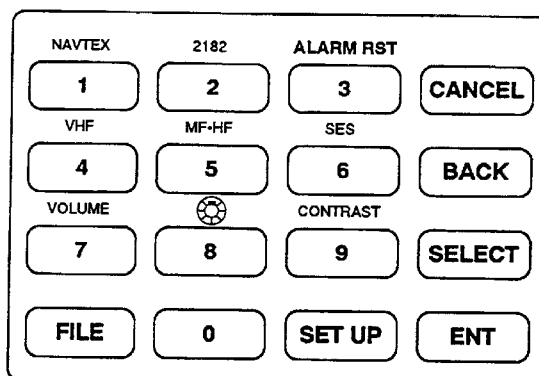 NAVTEX 2182 ALARM RST
1 2 3 CANCEL
VHF MF•HF SES
4 5 6 BACK
VOLUME CONTRAST
7 8 9 SELECT
FILE 0 SET UP ENT